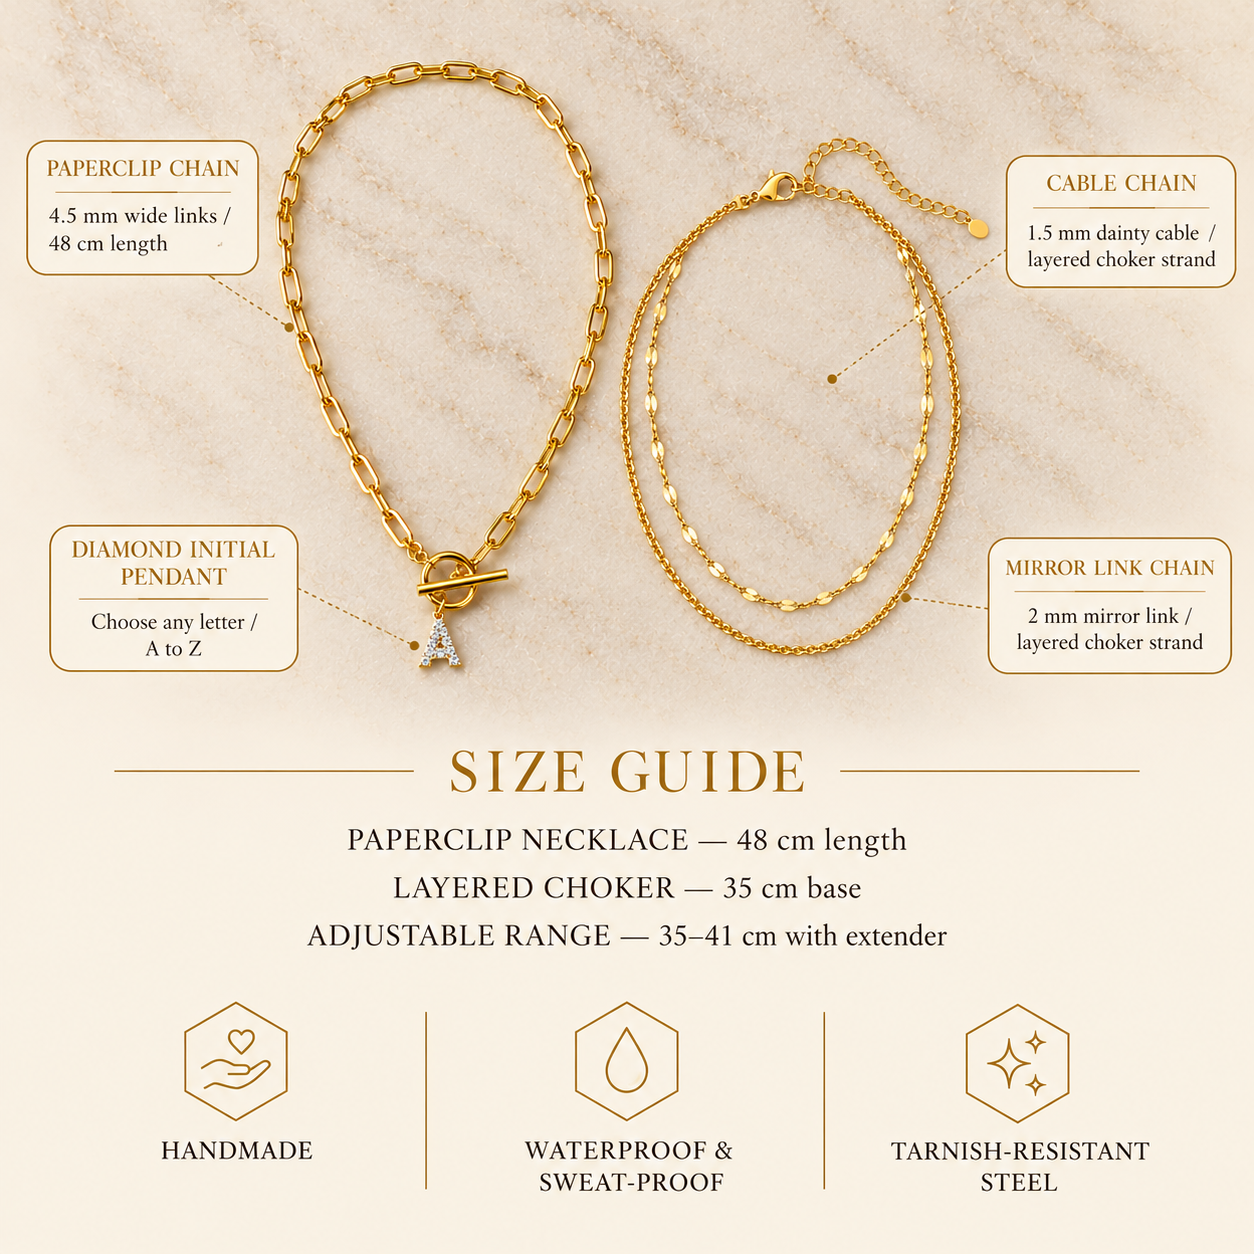 PAPERCLIP CHAIN
4.5 mm wide links /
48 cm length
CABLE CHAIN
1.5 mm dainty cable /
layered choker strand
DIAMOND INITIAL
PENDANT
Choose any letter /
A to Z
A
MIRROR LINK CHAIN
2 mm mirror link /
layered choker strand
SIZE GUIDE
PAPERCLIP NECKLACE — 48 cm length
LAYERED CHOKER — 35 cm base
ADJUSTABLE RANGE — 35–41 cm with extender
HANDMADE
WATERPROOF &
SWEAT-PROOF
TARNISH-RESISTANT
STEEL